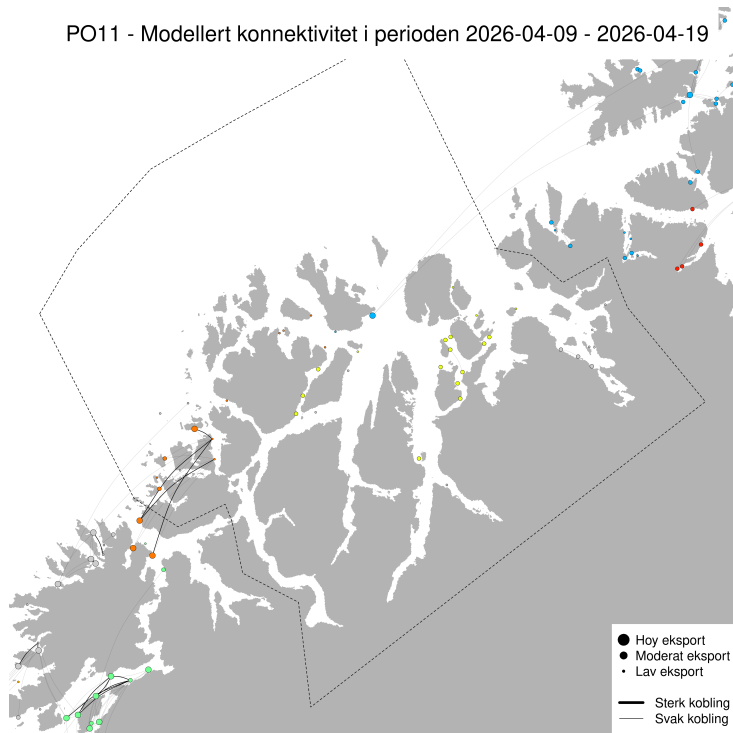 PO11 - Modellert konnektivitet i perioden 2026-04-09 - 2026-04-19
Hoy eksport
Moderat eksport
Lav eksport
Sterk kobling
Svak kobling